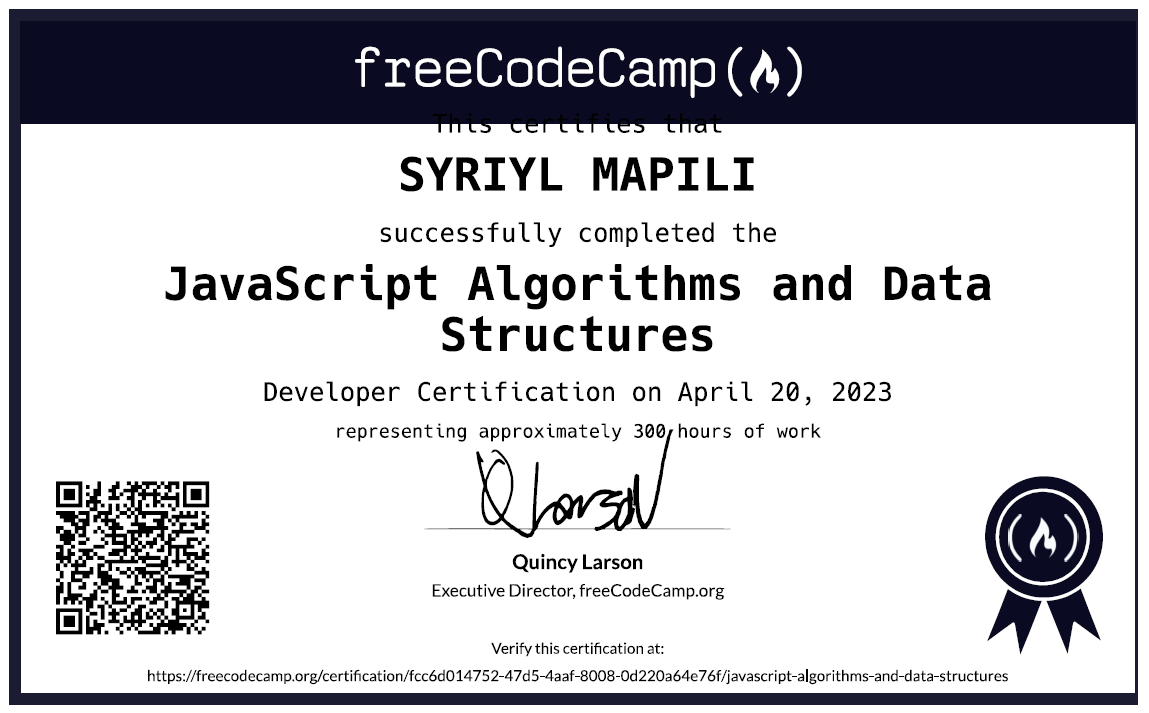 freeCodeCamp
This certifies that
SYRIYL MAPILI
successfully completed the
JavaScript Algorithms and Data
Structures
Developer Certification on April 20, 2023
representing approximately 300 hours of work
Q Larson
Quincy Larson
Executive Director, freeCodeCamp.org
Verify this certification at:
https://freecodecamp.org/certification/fcc6d014752-47d5-4aaf-8008-0d220a64e76f/javascript-algorithms-and-data-structures